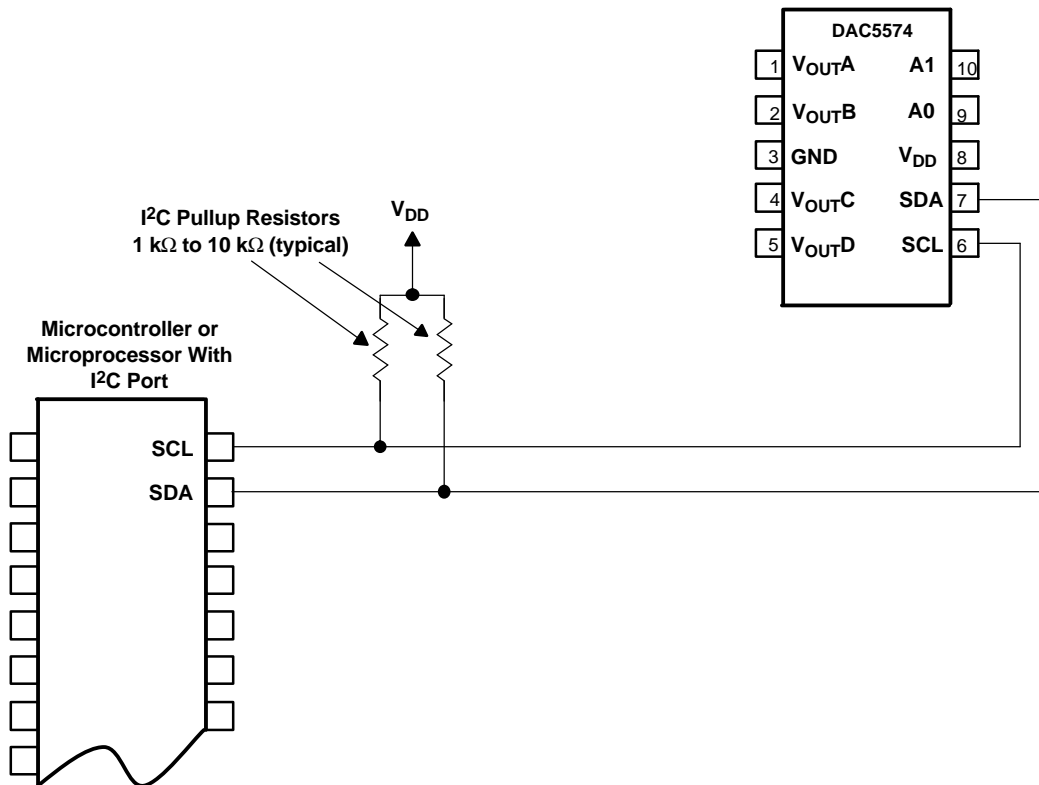 DAC5574
1 VOUTA A1 10
2 VOUTB A0 9
3 GND VDD 8
4 VOUTC SDA 7
5 VOUTD SCL 6
I²C Pullup Resistors
1 kΩ to 10 kΩ (typical)
VDD
Microcontroller or
Microprocessor With
I²C Port
SCL
SDA